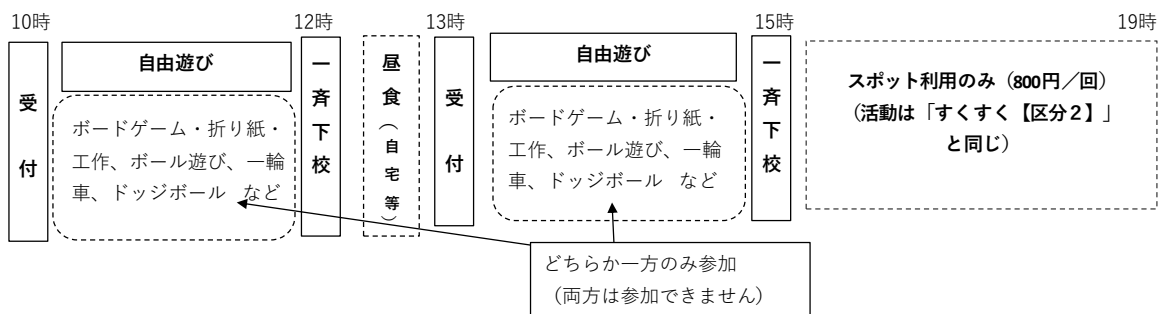 10時
12時
13時
15時
19時
受付
自由遊び
ボードゲーム・折り紙・
工作、ボール遊び、一輪
車、ドッジボール など
一斉下校
昼食(自宅等)
受付
自由遊び
ボードゲーム・折り紙・
工作、ボール遊び、一輪
車、ドッジボール など
一斉下校
スポット利用のみ(800円/回)
(活動は「すくすく【区分2】」
と同じ)
どちらか一方のみ参加
(両方は参加できません)